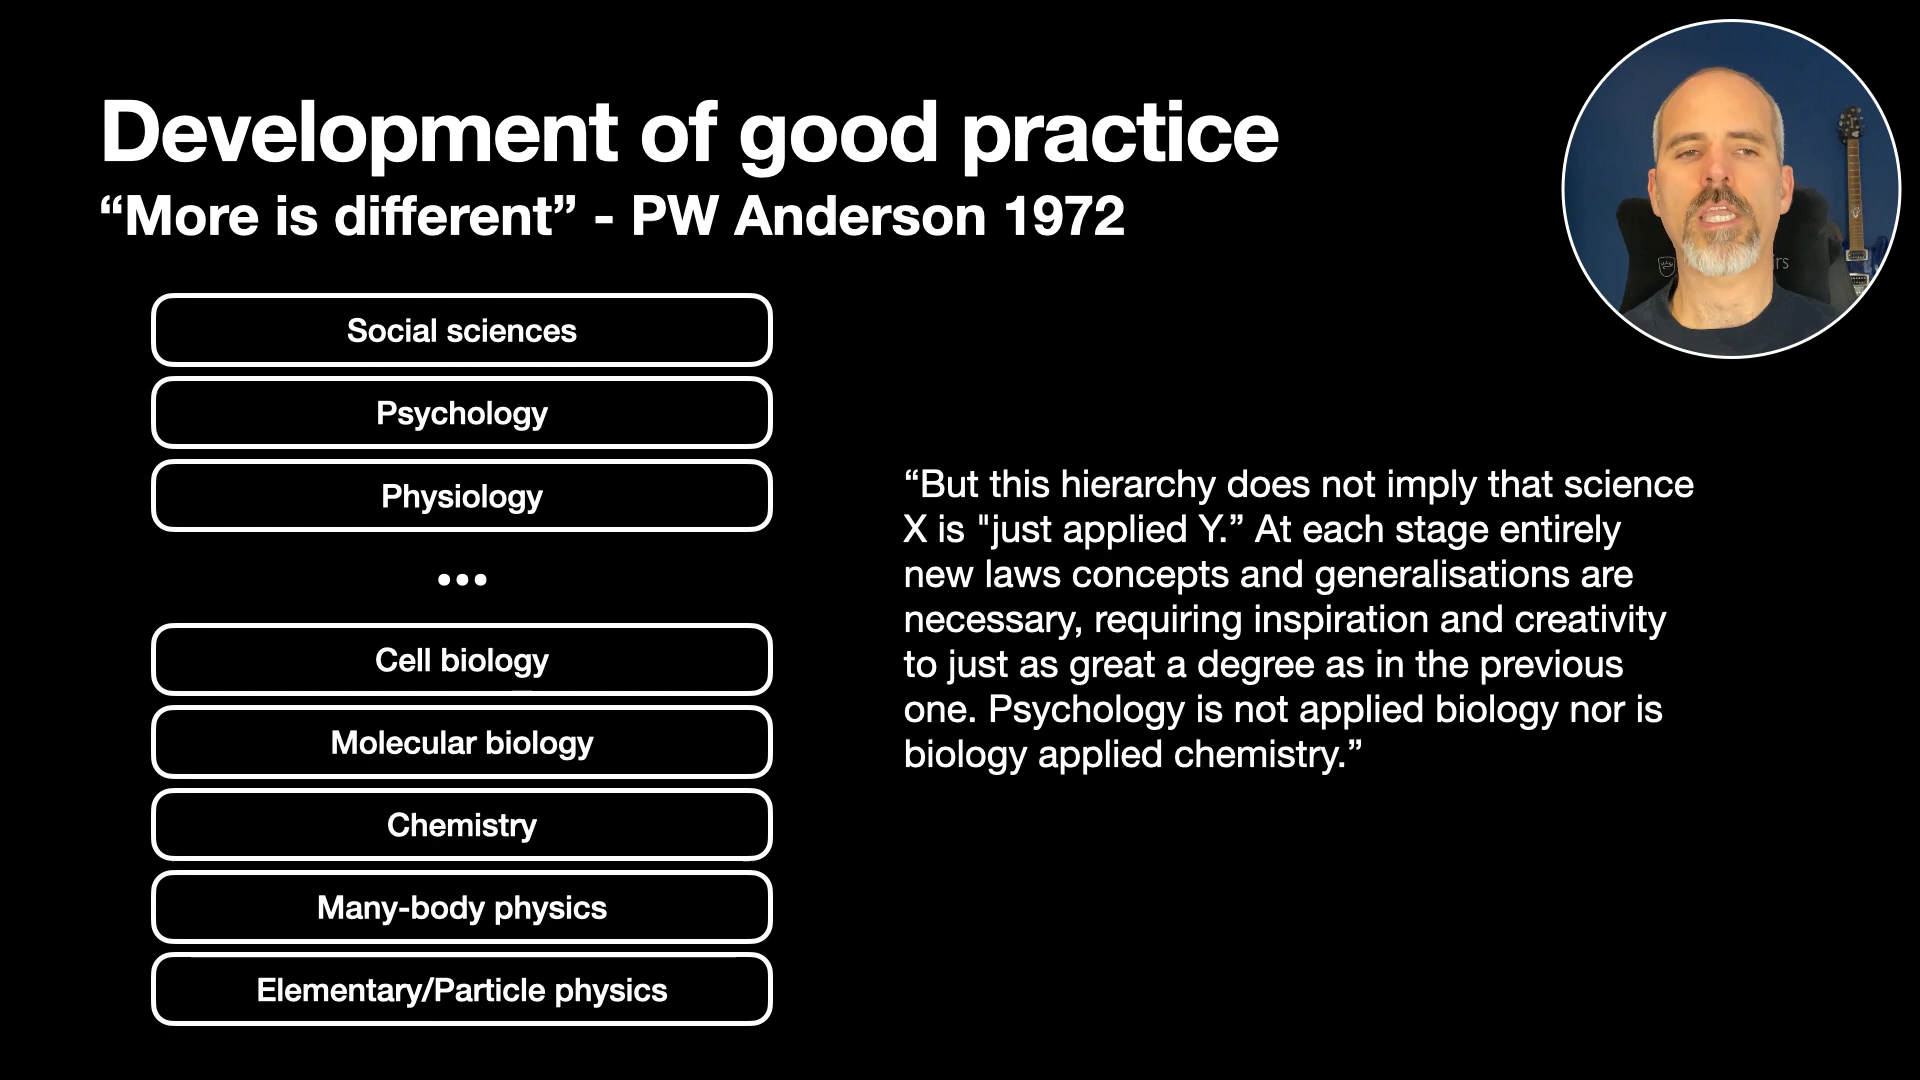 Development of good practice
“More is different” - PW Anderson 1972
Social sciences
Psychology
Physiology
...
Cell biology
Molecular biology
Chemistry
Many-body physics
Elementary/Particle physics
“But this hierarchy does not imply that science
X is "just applied Y.” At each stage entirely
new laws concepts and generalisations are
necessary, requiring inspiration and creativity
to just as great a degree as in the previous
one. Psychology is not applied biology nor is
biology applied chemistry.”